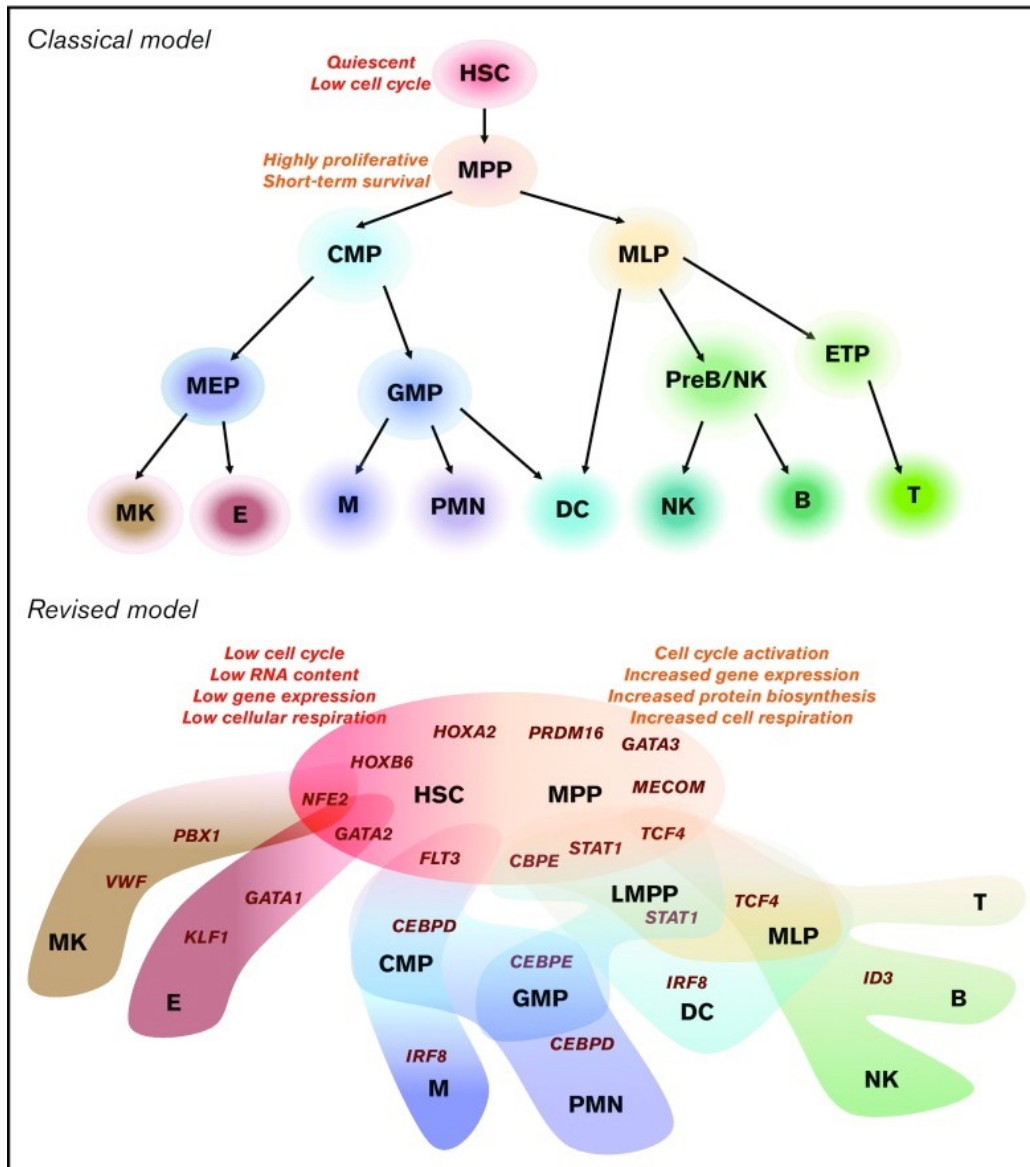 Classical model
Quiescent
Low cell cycle
HSC
Highly proliferative
Short-term survival
MPP
CMP
MLP
MEP
GMP
PreB/NK
ETP
MK
E
M
PMN
DC
NK
B
T
Revised model
Low cell cycle
Low RNA content
Low gene expression
Low cellular respiration
Cell cycle activation
Increased gene expression
Increased protein biosynthesis
Increased cell respiration
HOXA2
PRDM16
GATA3
HOXB6
NFE2
HSC
MPP
MECOM
PBX1
GATA2
FLT3
CBPE
STAT1
TCF4
VWF
GATA1
LMPP
STAT1
TCF4
MLP
T
MK
KLF1
CEBPD
CMP
CEBPE
GMP
IRF8
DC
ID3
B
E
IRF8
M
CEBPD
PMN
NK